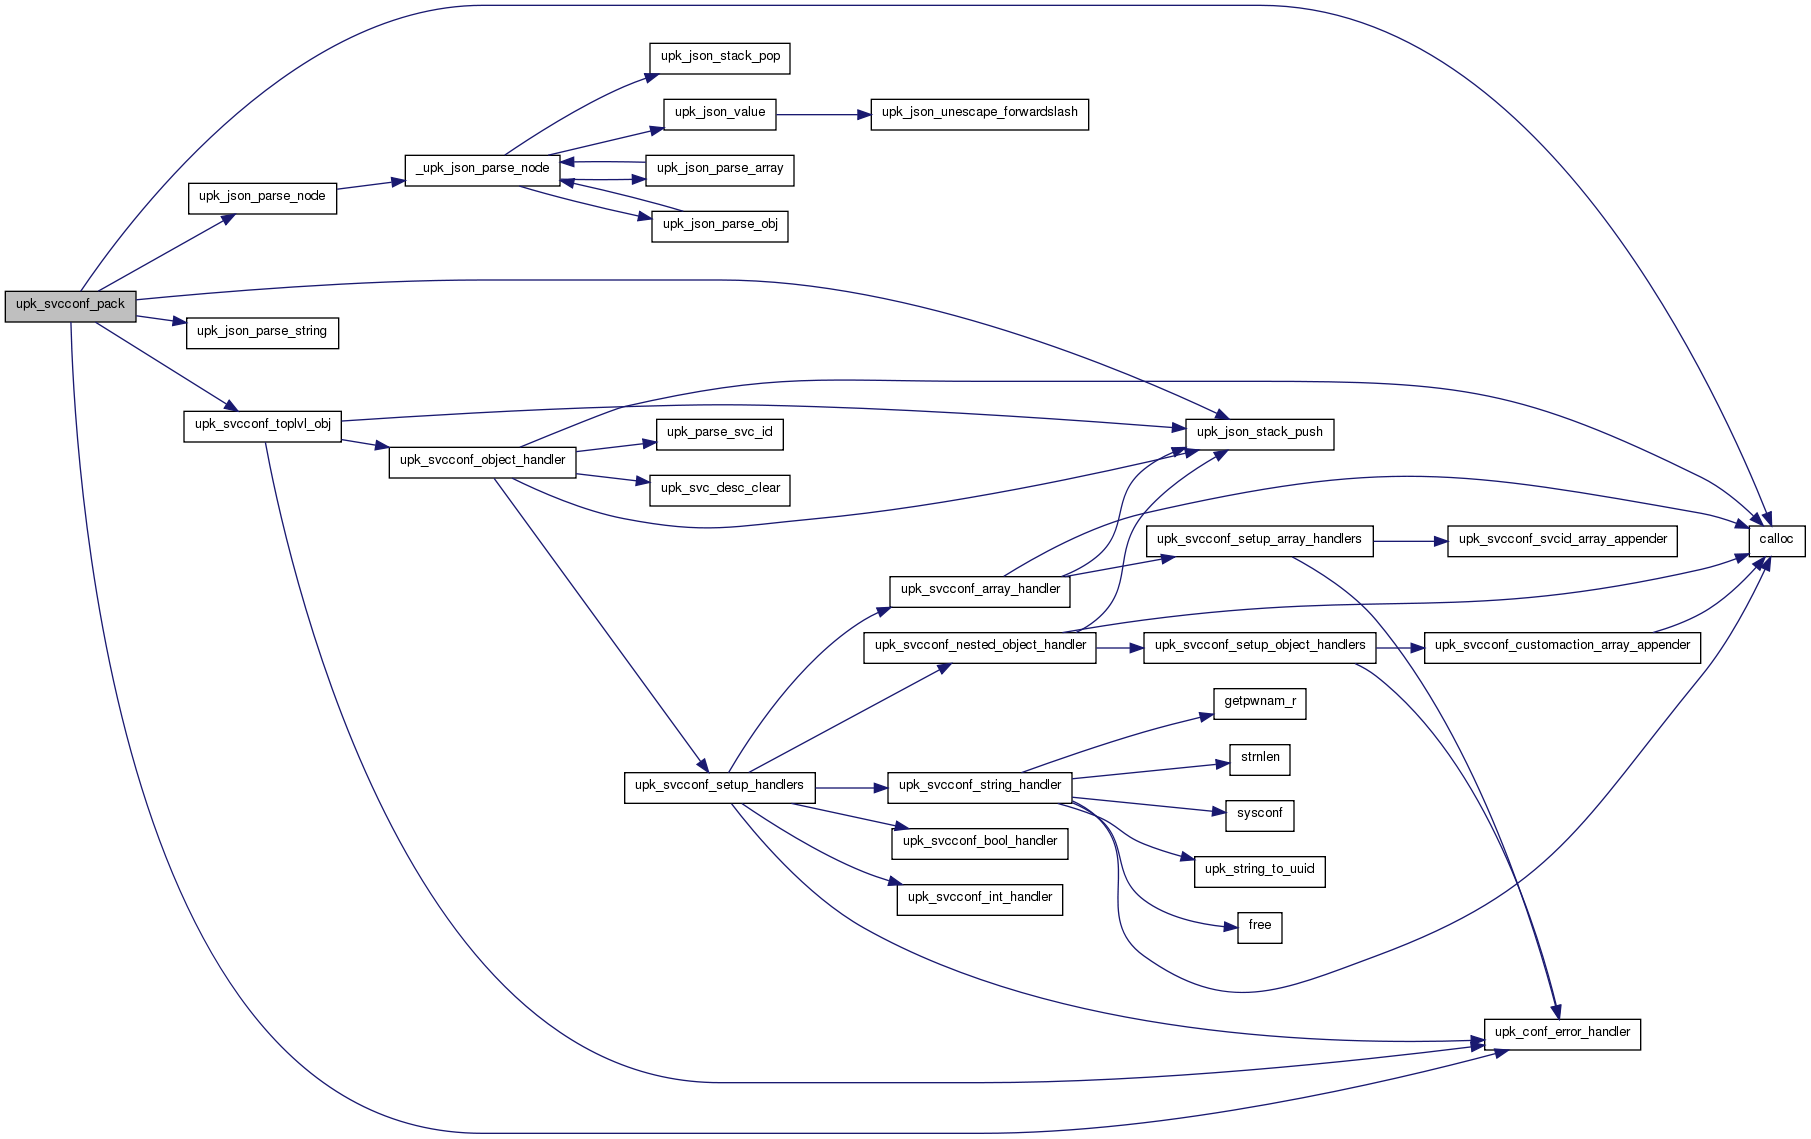 upk_json_stack_pop
upk_json_value
upk_json_unescape_forwardslash
_upk_json_parse_node
upk_json_parse_array
upk_json_parse_node
upk_json_parse_obj
upk_svcconf_pack
upk_json_parse_string
upk_svcconf_toplvl_obj
upk_parse_svc_id
upk_json_stack_push
upk_svcconf_object_handler
upk_svc_desc_clear
upk_svcconf_setup_array_handlers
upk_svcconf_svcid_array_appender
calloc
upk_svcconf_array_handler
upk_svcconf_nested_object_handler
upk_svcconf_setup_object_handlers
upk_svcconf_customaction_array_appender
getpwnam_r
strnlen
upk_svcconf_setup_handlers
upk_svcconf_string_handler
sysconf
upk_svcconf_bool_handler
upk_string_to_uuid
upk_svcconf_int_handler
free
upk_conf_error_handler